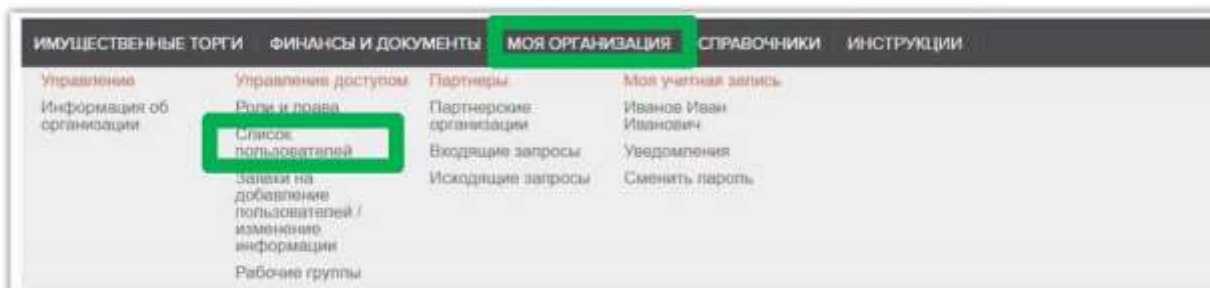 ИМУЩЕСТВЕННЫЕ ТОРГИ ФИНАНСЫ И ДОКУМЕНТЫ МОЯ ОРГАНИЗАЦИЯ СПРАВОЧНИКИ ИНСТРУКЦИИ
Управление
Информация об
организации
Управление доступом
Роли и права
Список
пользователей
Заявки на
добавление
пользователей /
изменение
информации
Рабочие группы
Партнеры
Партнерские
организации
Входящие запросы
Исходящие запросы
Моя учетная запись
Иванов Иван
Иванович
Уведомления
Сменить пароль